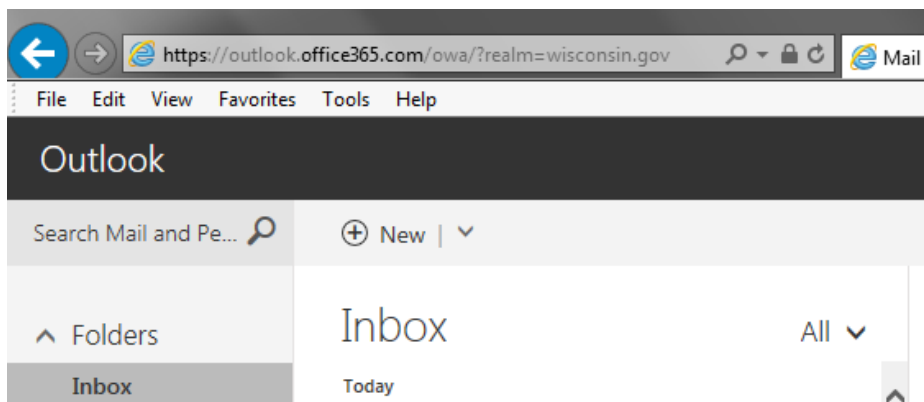 https://outlook.office365.com/owa/?realm=wisconsin.gov Mail
File Edit View Favorites Tools Help
Outlook
Search Mail and Pe... New |
Folders
Inbox All
Inbox Today